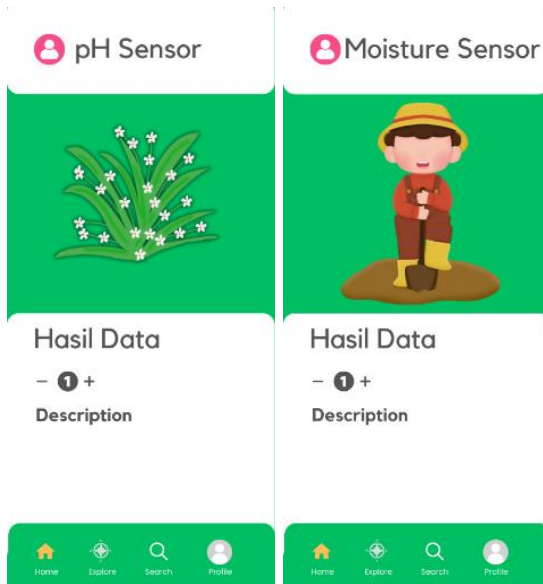 pH Sensor
Hasil Data
− 1 +
Description
Home Explore Search Profile
Moisture Sensor
Hasil Data
− 1 +
Description
Home Explore Search Profile